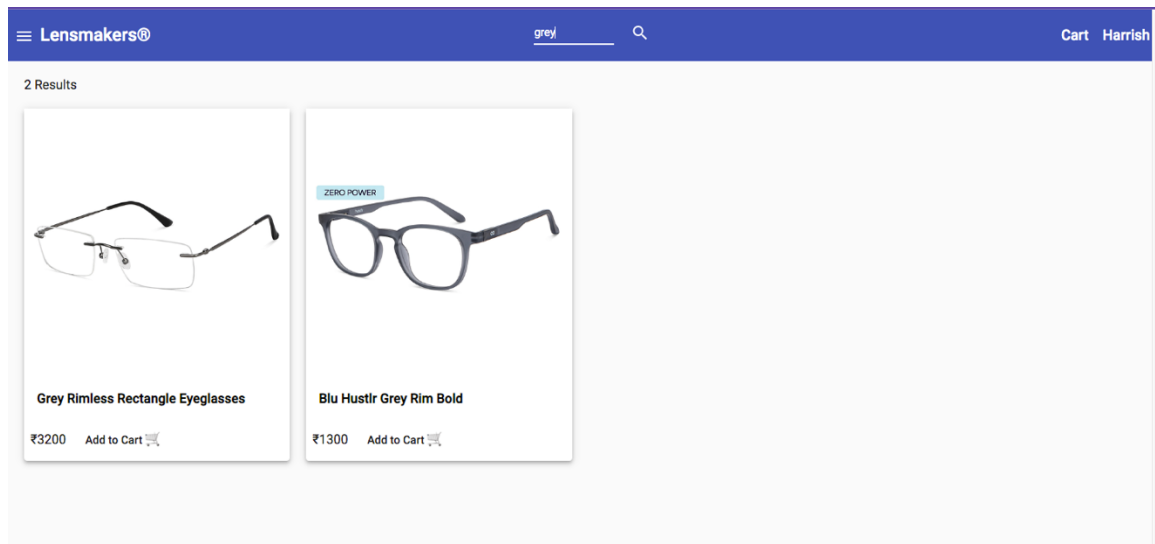 Lensmakers®
grey
Cart Harrish
2 Results
ZERO POWER
Grey Rimless Rectangle Eyeglasses
₹3200 Add to Cart
Blu Hustlr Grey Rim Bold
₹1300 Add to Cart